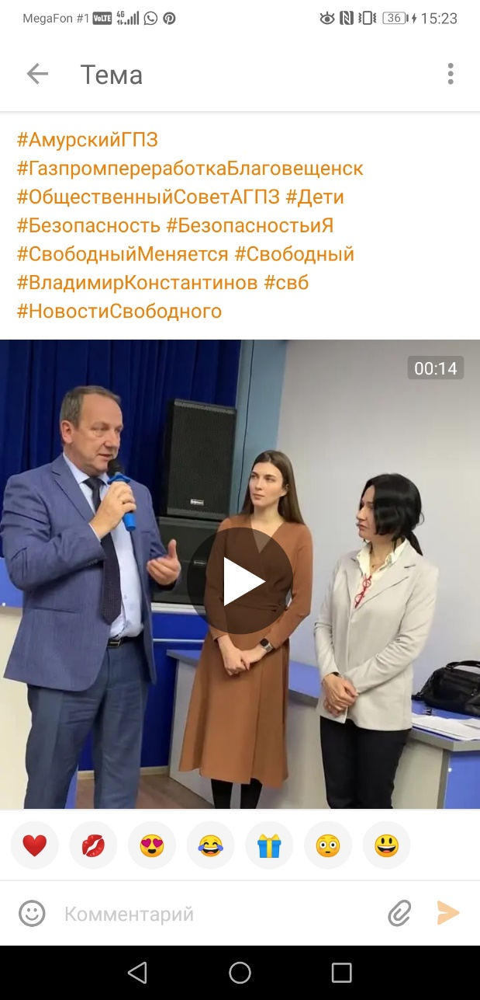 MegaFon #1 VoLTE 4G 36 15:23
Тема
#АмурскийГПЗ
#ГазпромпереработкаБлаговещенск
#ОбщественныйСоветАГПЗ #Дети
#Безопасность #БезопасностьиЯ
#СвободныйМеняется #Свободный
#ВладимирКонстантинов #свб
#НовостиСвободного
00:14
Комментарий